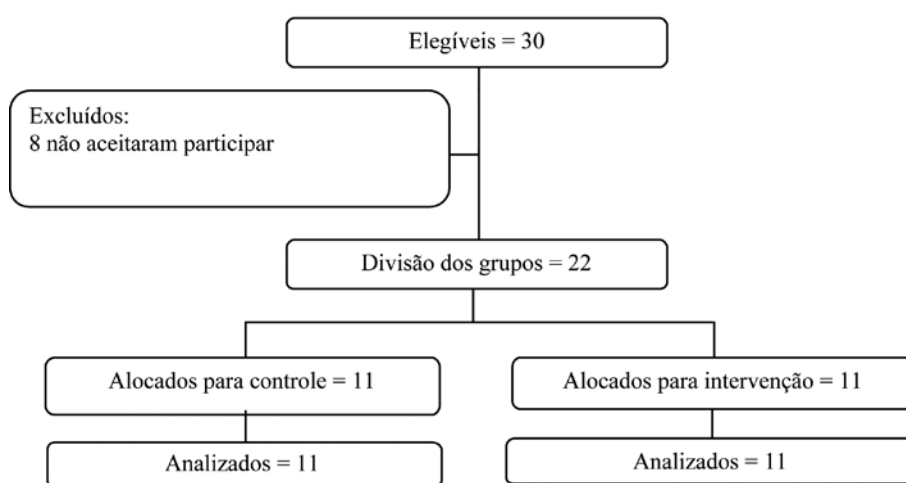 Elegíveis = 30
Excluídos:
8 não aceitaram participar
Divisão dos grupos = 22
Alocados para controle = 11
Alocados para intervenção = 11
Analizados = 11
Analizados = 11